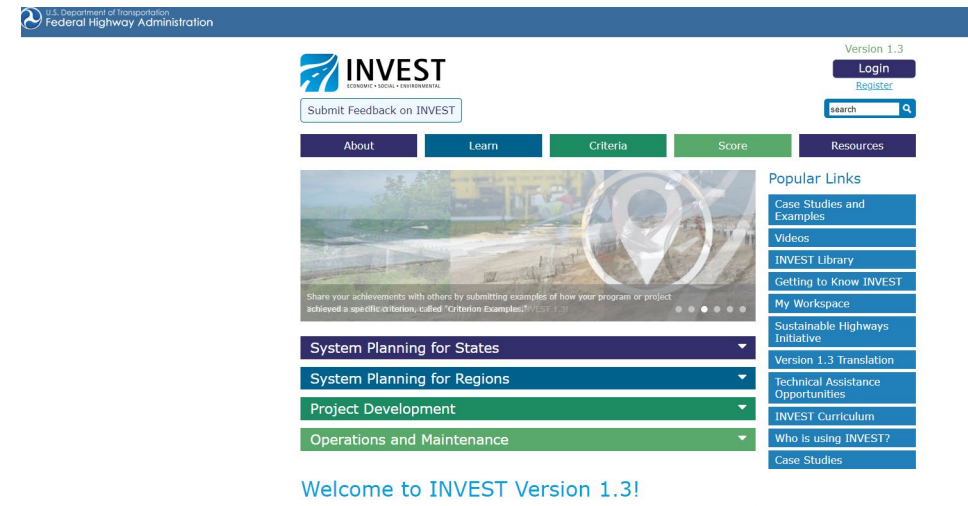 U.S. Department of Transportation
Federal Highway Administration
Version 1.3
INVEST
ECONOMIC • SOCIAL • ENVIRONMENTAL
Login
Register
Submit Feedback on INVEST
search
About
Learn
Criteria
Score
Resources
Share your achievements with others by submitting examples of how your program or project
achieved a specific criterion, called "Criterion Examples."
System Planning for States
System Planning for Regions
Project Development
Operations and Maintenance
Popular Links
Case Studies and
Examples
Videos
INVEST Library
Getting to Know INVEST
My Workspace
Sustainable Highways
Initiative
Version 1.3 Translation
Technical Assistance
Opportunities
INVEST Curriculum
Who is using INVEST?
Case Studies
Welcome to INVEST Version 1.3!